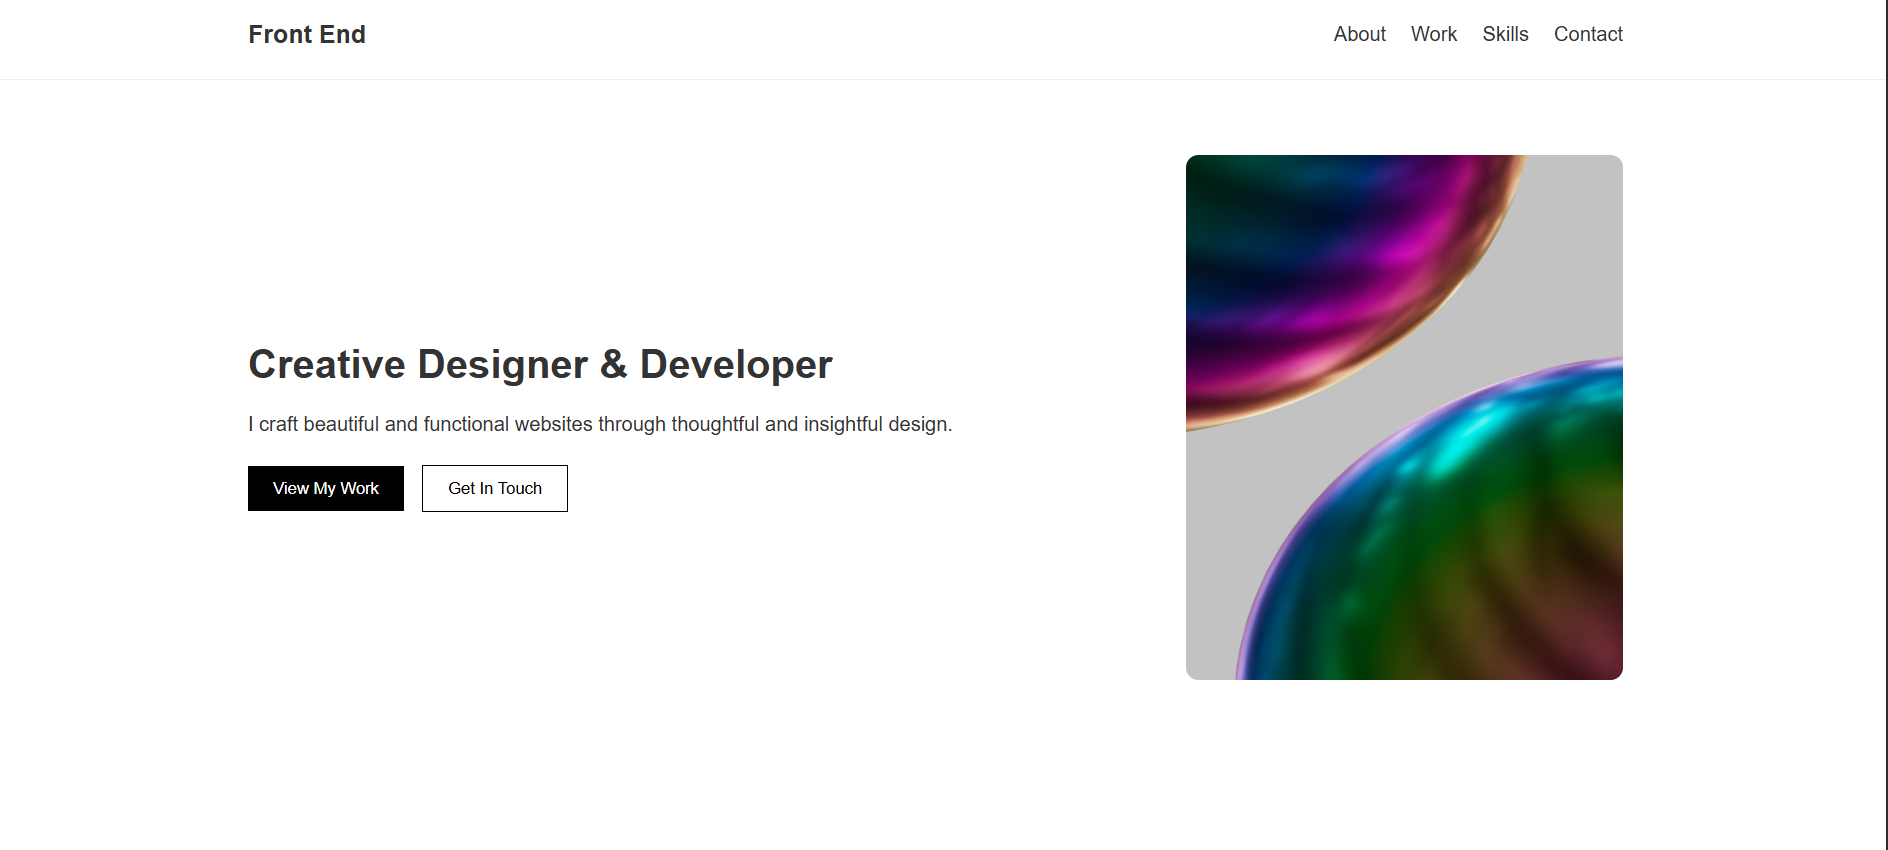 Front End
About Work Skills Contact
Creative Designer & Developer
I craft beautiful and functional websites through thoughtful and insightful design.
View My Work
Get In Touch